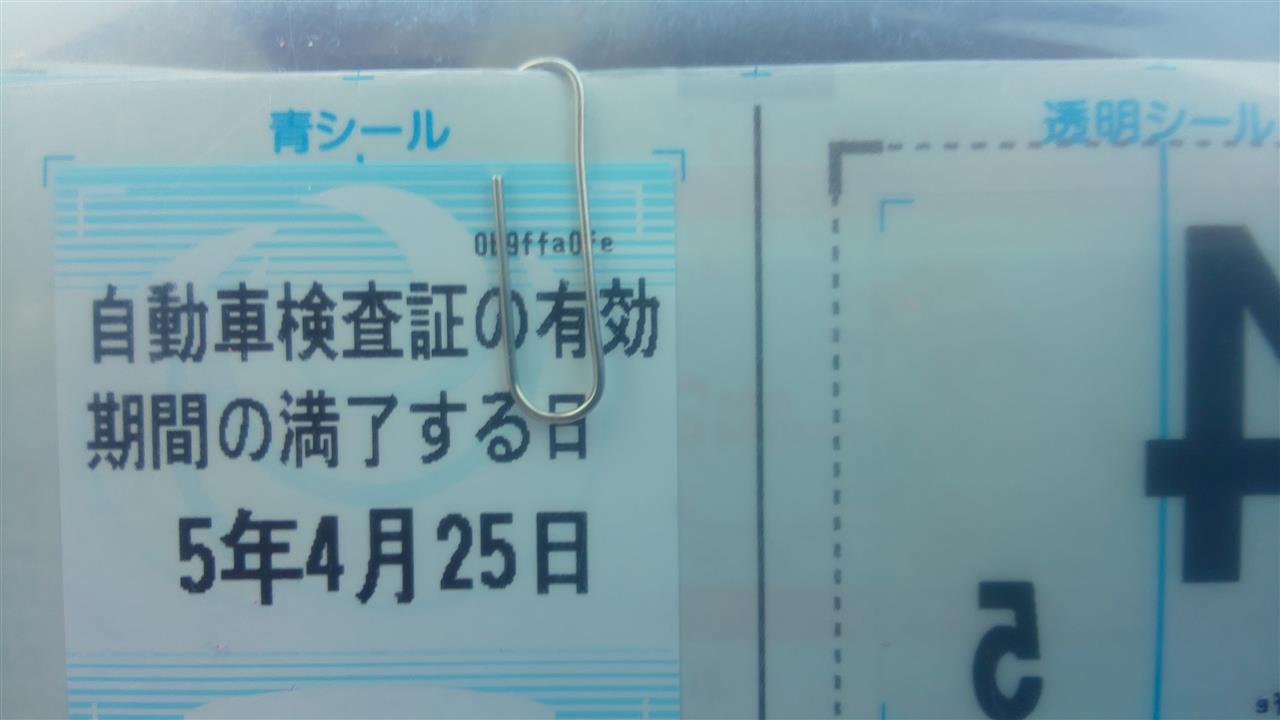 青シール
0b9ffa0fe
自動車検査証の有効
期間の満了する日
5年4月25日
透明シール
4
5